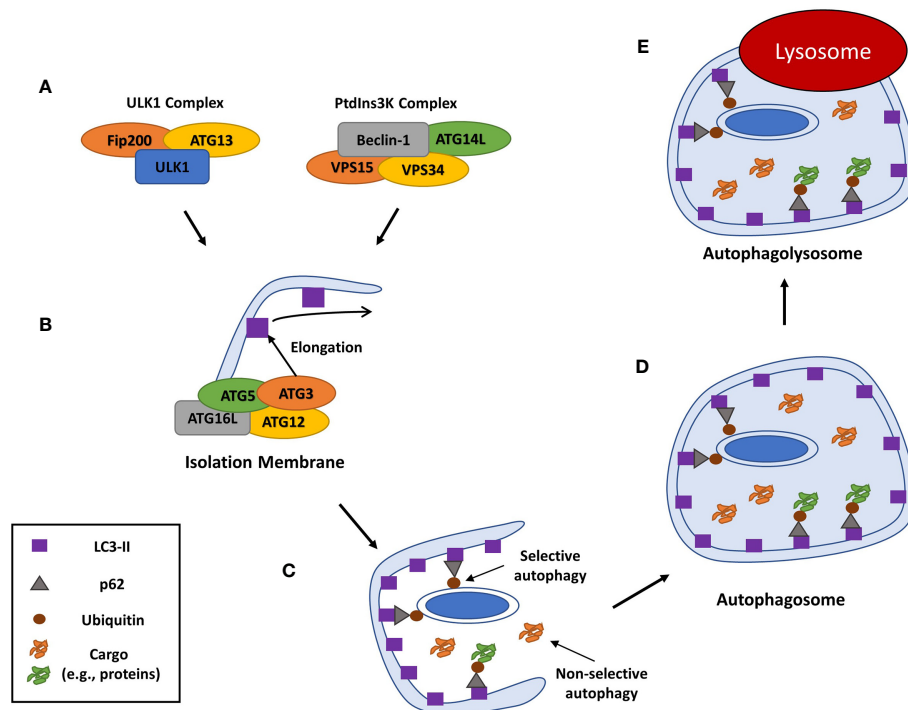 A
ULK1 Complex
Fip200
ATG13
ULK1
PtdIns3K Complex
Beclin-1
ATG14L
VPS15
VPS34
B
Elongation
ATG5
ATG3
ATG16L
ATG12
Isolation Membrane
LC3-II
p62
Ubiquitin
Cargo
(e.g., proteins)
C
Selective
autophagy
Non-selective
autophagy
D
Autophagosome
E
Lysosome
Autophagolysosome